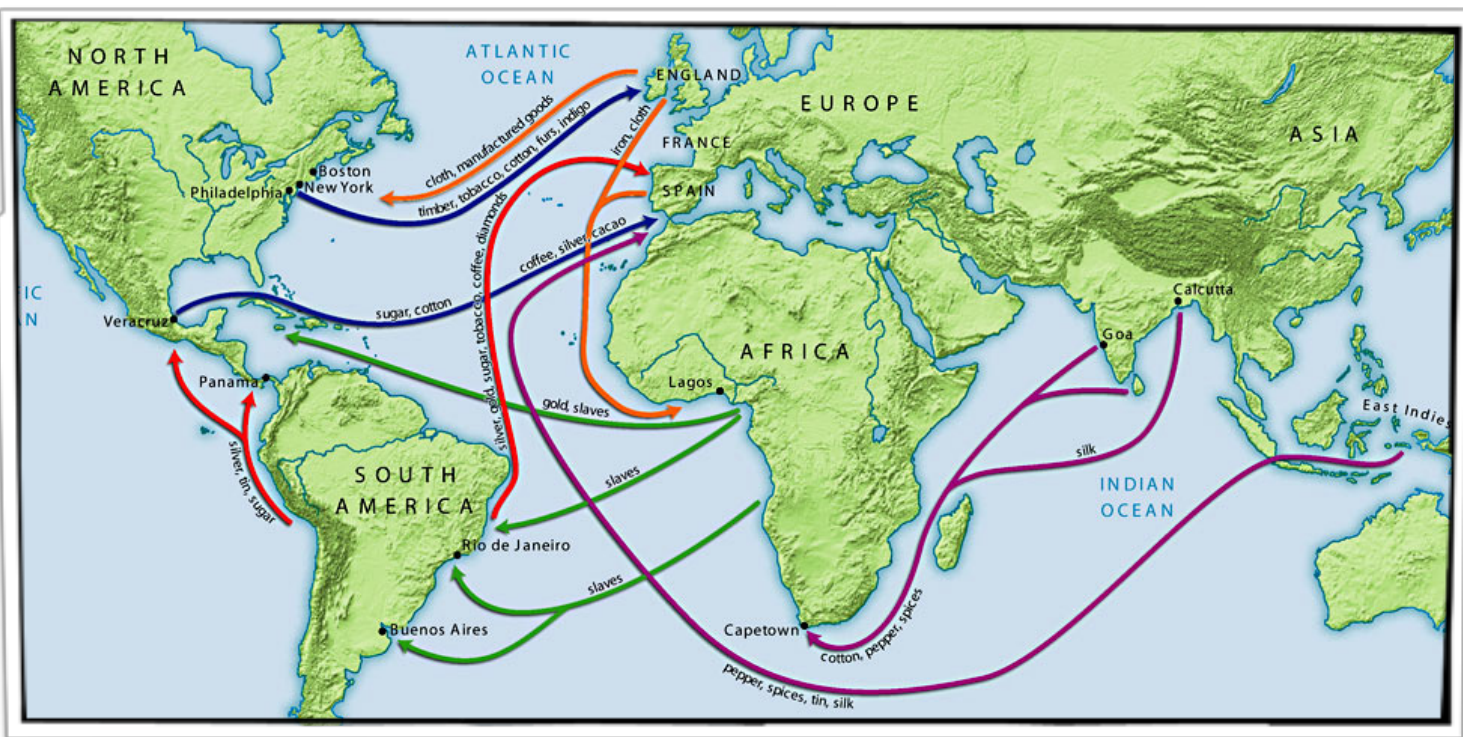 NORTH
AMERICA
ATLANTIC
OCEAN
ENGLAND
EUROPE
ASIA
FRANCE
SPAIN
cloth, manufactured goods
timber, tobacco, cotton, furs, indigo
iron, cloth
Boston
New York
Philadelphia
coffee, silver, cacao
sugar, cotton
silver, gold, sugar, tobacco, coffee, diamonds
IC
N
Veracruz
Calcutta
Goa
AFRICA
Panama
Lagos
gold, slaves
East Indies
silver, tin, sugar
SOUTH
AMERICA
slaves
silk
INDIAN
OCEAN
Rio de Janeiro
slaves
Buenos Aires
Capetown
cotton, pepper, spices
pepper, spices, tin, silk